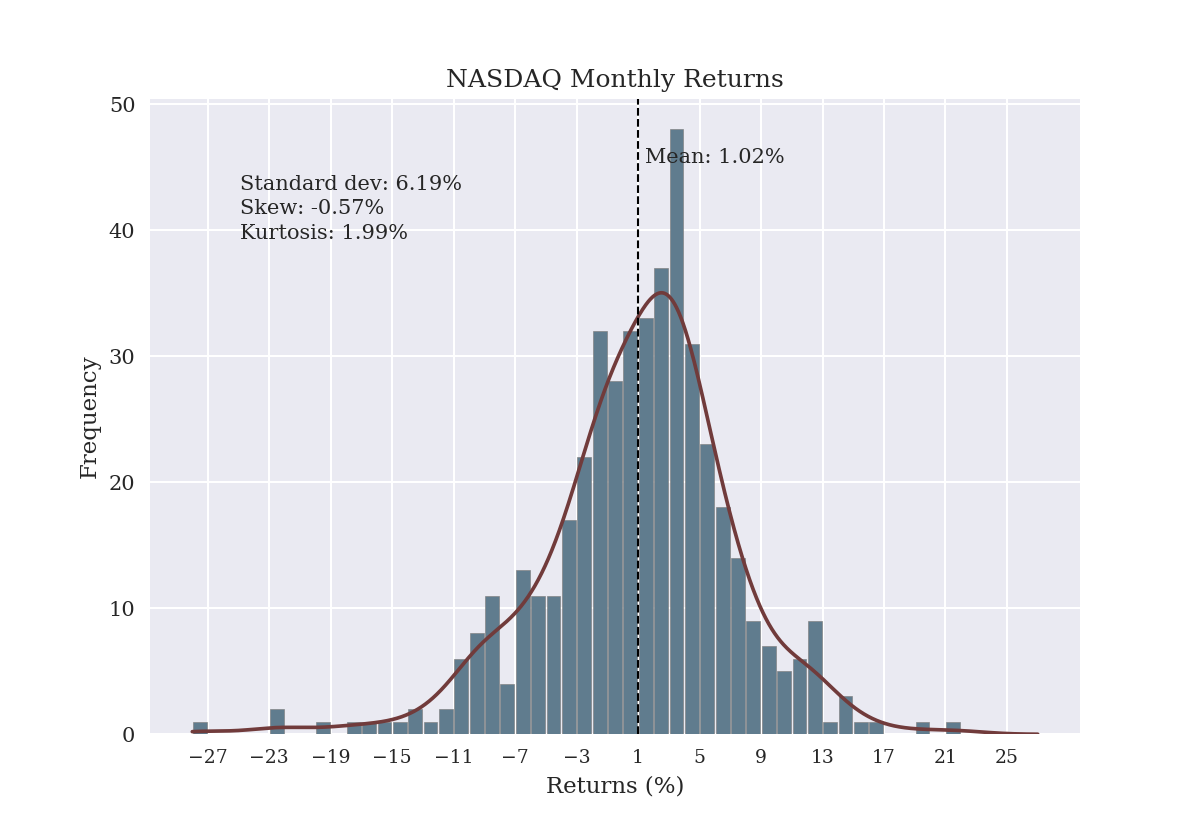 NASDAQ Monthly Returns
50
Mean: 1.02%
Standard dev: 6.19%
Skew: -0.57%
Kurtosis: 1.99%
40
30
Frequency
20
10
0
−27 −23 −19 −15 −11 −7 −3 1 5 9 13 17 21 25
Returns (%)